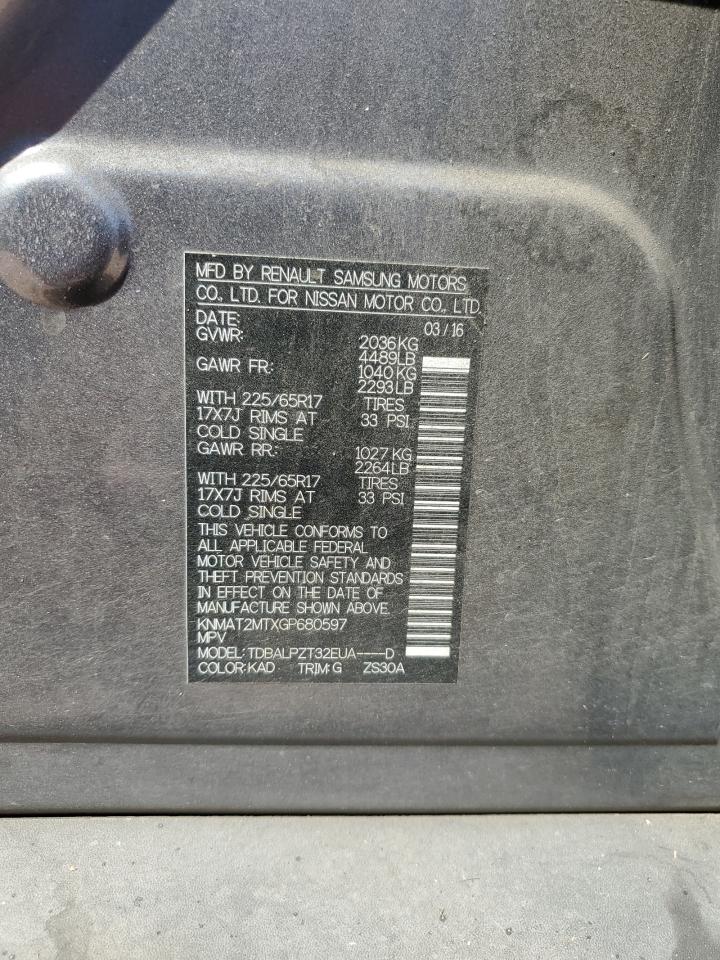 MFD BY RENAULT SAMSUNG MOTORS
CO., LTD. FOR NISSAN MOTOR CO., LTD.
DATE: 03 / 16
GVWR: 2036KG
4489LB
GAWR FR: 1040KG
2293LB
WITH 225/65R17 TIRES
17X7J RIMS AT 33 PSI
COLD SINGLE
GAWR RR: 1027KG
2264LB
WITH 225/65R17 TIRES
17X7J RIMS AT 33 PSI
COLD SINGLE
THIS VEHICLE CONFORMS TO
ALL APPLICABLE FEDERAL
MOTOR VEHICLE SAFETY AND
THEFT PREVENTION STANDARDS
IN EFFECT ON THE DATE OF
MANUFACTURE SHOWN ABOVE.
KNMAT2MTXGP680597
MPV
MODEL: TDBALPZT32EUA----D
COLOR: KAD TRIM: G ZS30A